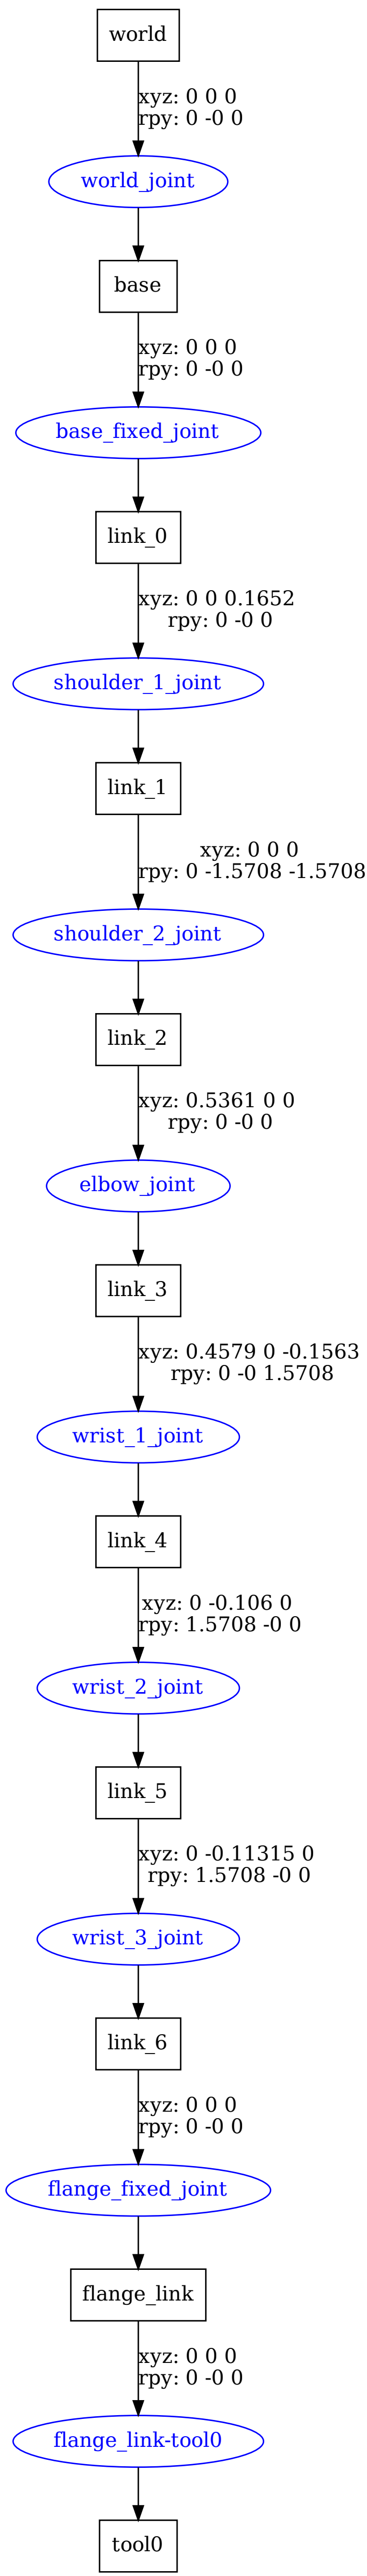 world
xyz: 0 0 0
rpy: 0 -0 0
world_joint
base
xyz: 0 0 0
rpy: 0 -0 0
base_fixed_joint
link_0
xyz: 0 0 0.1652
rpy: 0 -0 0
shoulder_1_joint
link_1
xyz: 0 0 0
rpy: 0 -1.5708 -1.5708
shoulder_2_joint
link_2
xyz: 0.5361 0 0
rpy: 0 -0 0
elbow_joint
link_3
xyz: 0.4579 0 -0.1563
rpy: 0 -0 1.5708
wrist_1_joint
link_4
xyz: 0 -0.106 0
rpy: 1.5708 -0 0
wrist_2_joint
link_5
xyz: 0 -0.11315 0
rpy: 1.5708 -0 0
wrist_3_joint
link_6
xyz: 0 0 0
rpy: 0 -0 0
flange_fixed_joint
flange_link
xyz: 0 0 0
rpy: 0 -0 0
flange_link-tool0
tool0